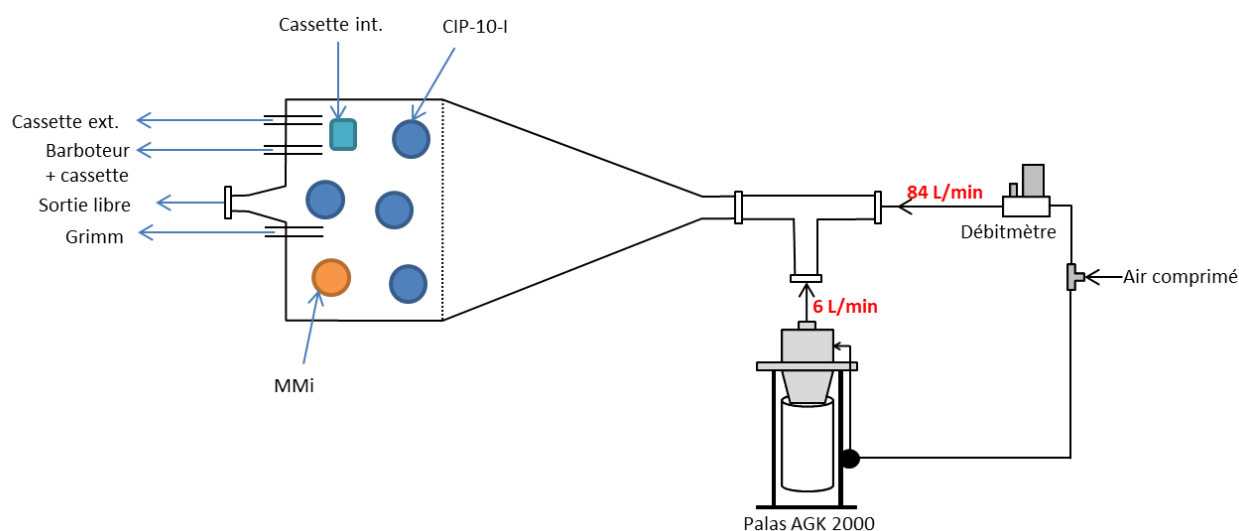 Cassette int.
CIP-10-I
Cassette ext.
Barboteur
+ cassette
Sortie libre
Grimm
MMi
84 L/min
Débitmètre
Air comprimé
6 L/min
Palas AGK 2000